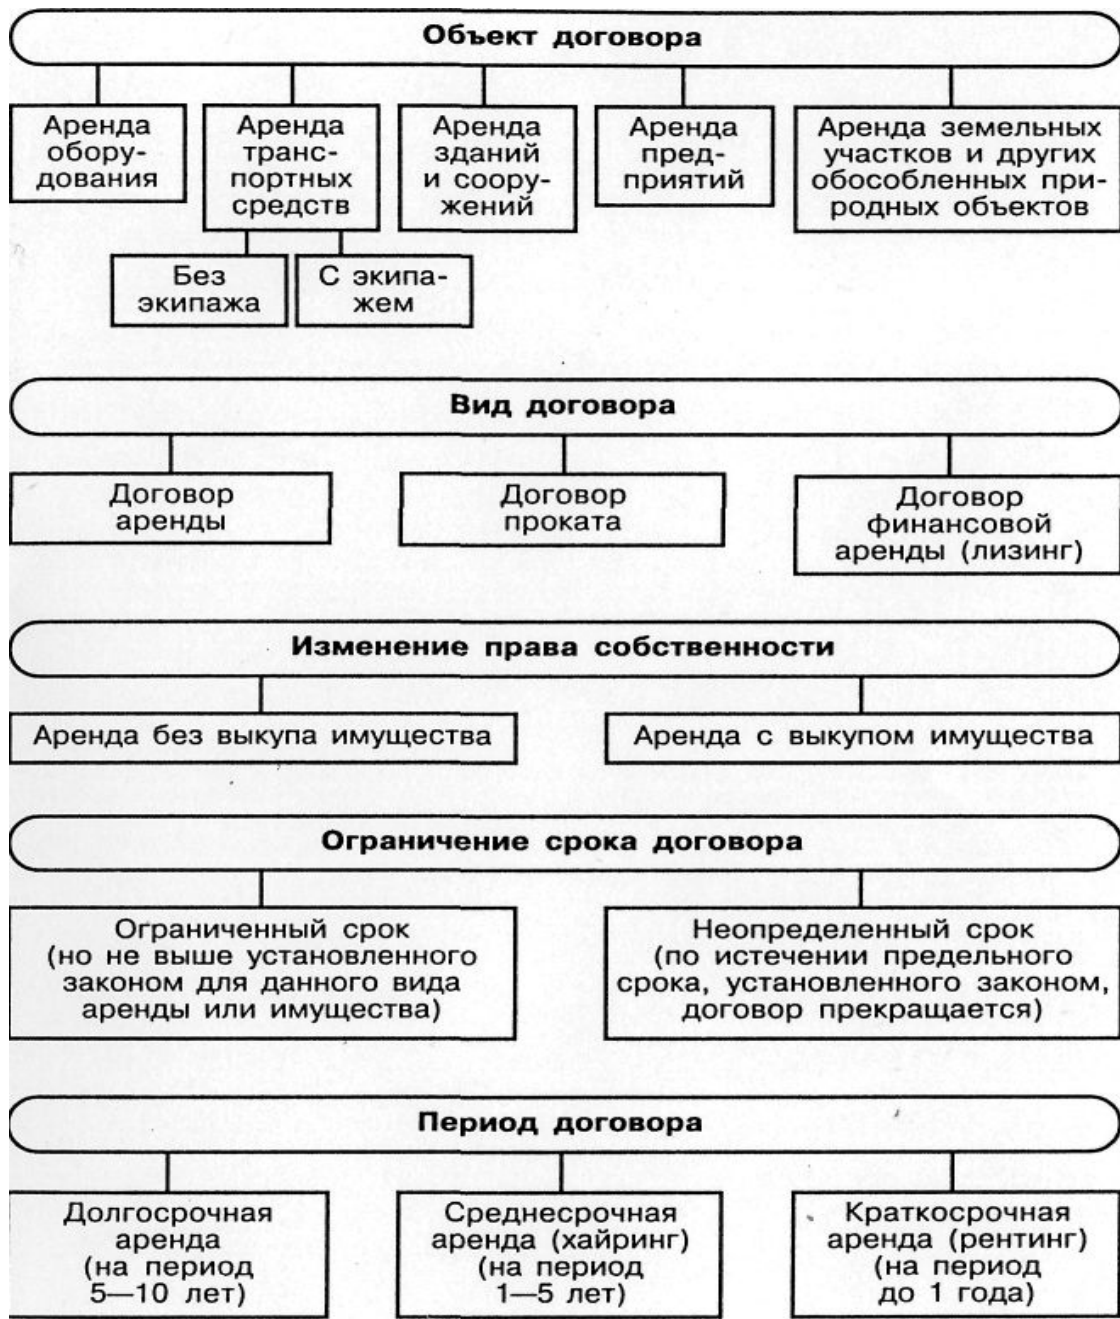 Объект договора
Аренда
обору-
дования
Аренда
транс-
портных
средств
Аренда
зданий
и соору-
жений
Аренда
пред-
приятий
Аренда земельных
участков и других
обособленных при-
родных объектов
Без
экипажа
С экипа-
жем
Вид договора
Договор
аренды
Договор
проката
Договор
финансовой
аренды (лизинг)
Изменение права собственности
Аренда без выкупа имущества
Аренда с выкупом имущества
Ограничение срока договора
Ограниченный срок
(но не выше установленного
законом для данного вида
аренды или имущества)
Неопределенный срок
(по истечении предельного
срока, установленного законом,
договор прекращается)
Период договора
Долгосрочная
аренда
(на период
5—10 лет)
Среднесрочная
аренда (хайринг)
(на период
1—5 лет)
Краткосрочная
аренда (рентинг)
(на период
до 1 года)